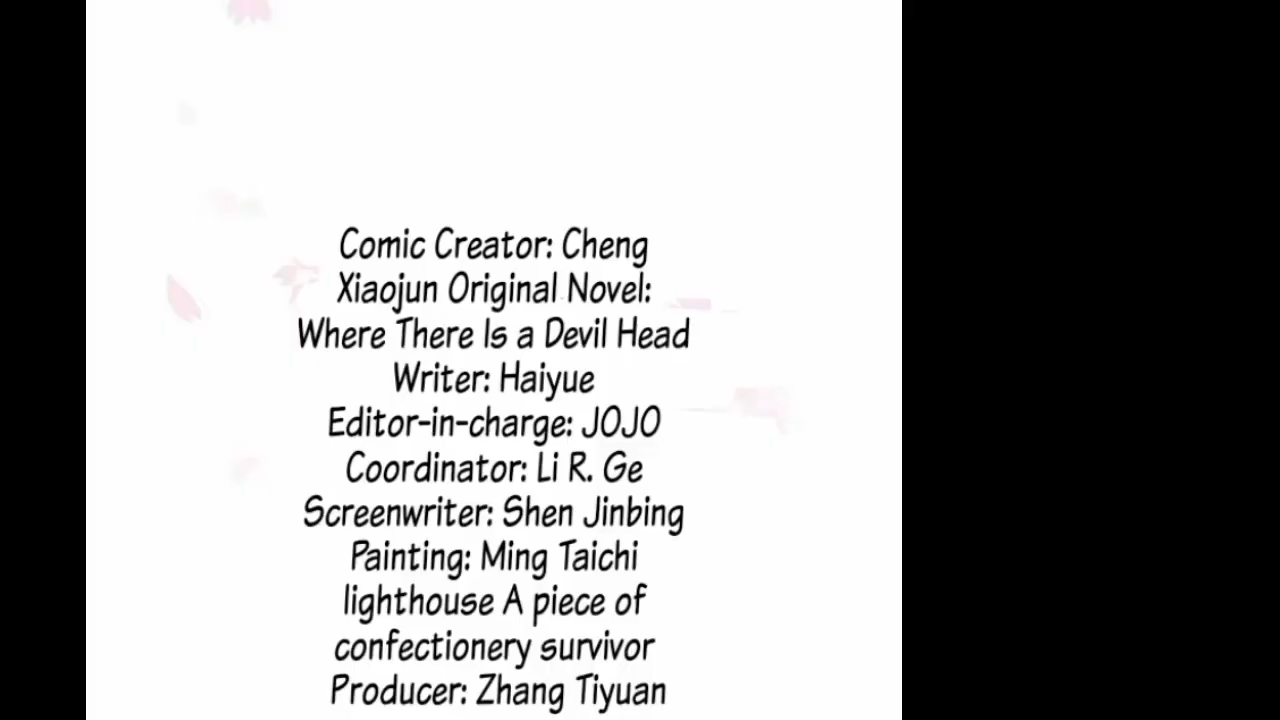 Comic Creator: Cheng
Xiaojun Original Novel:
Where There Is a Devil Head
Writer: Haiyue
Editor-in-charge: JOJO
Coordinator: Li R. Ge
Screenwriter: Shen Jinbing
Painting: Ming Taichi
lighthouse A piece of
confectionery survivor
Producer: Zhang Tiyuan